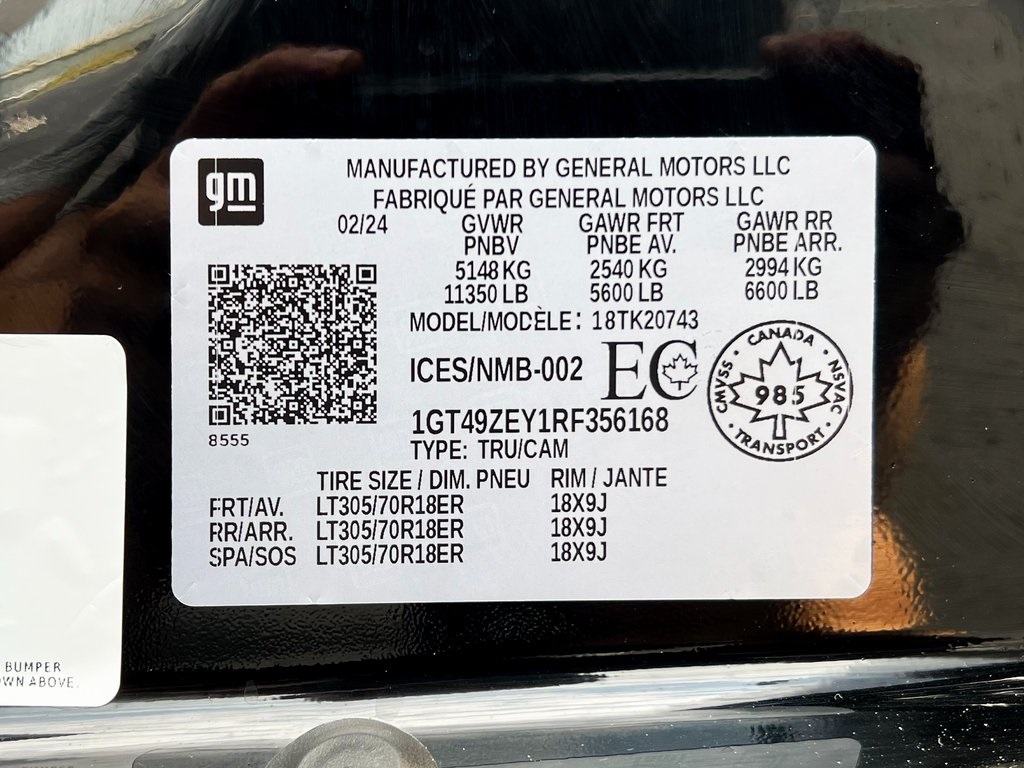 gm
MANUFACTURED BY GENERAL MOTORS LLC
FABRIQUÉ PAR GENERAL MOTORS LLC
02/24 GVWR GAWR FRT GAWR RR
PNBV PNBE AV. PNBE ARR.
5148 KG 2540 KG 2994 KG
11350 LB 5600 LB 6600 LB
MODEL/MODÈLE: 18TK20743
ICES/NMB-002 EC
CANADA
CMVSS • 985 • NSVAC
TRANSPORT
1GT49ZEY1RF356168
8555
TYPE: TRU/CAM
TIRE SIZE / DIM. PNEU RIM / JANTE
FRT/AV. LT305/70R18ER 18X9J
RR/ARR. LT305/70R18ER 18X9J
SPA/SOS LT305/70R18ER 18X9J
BUMPER
ABOVE.